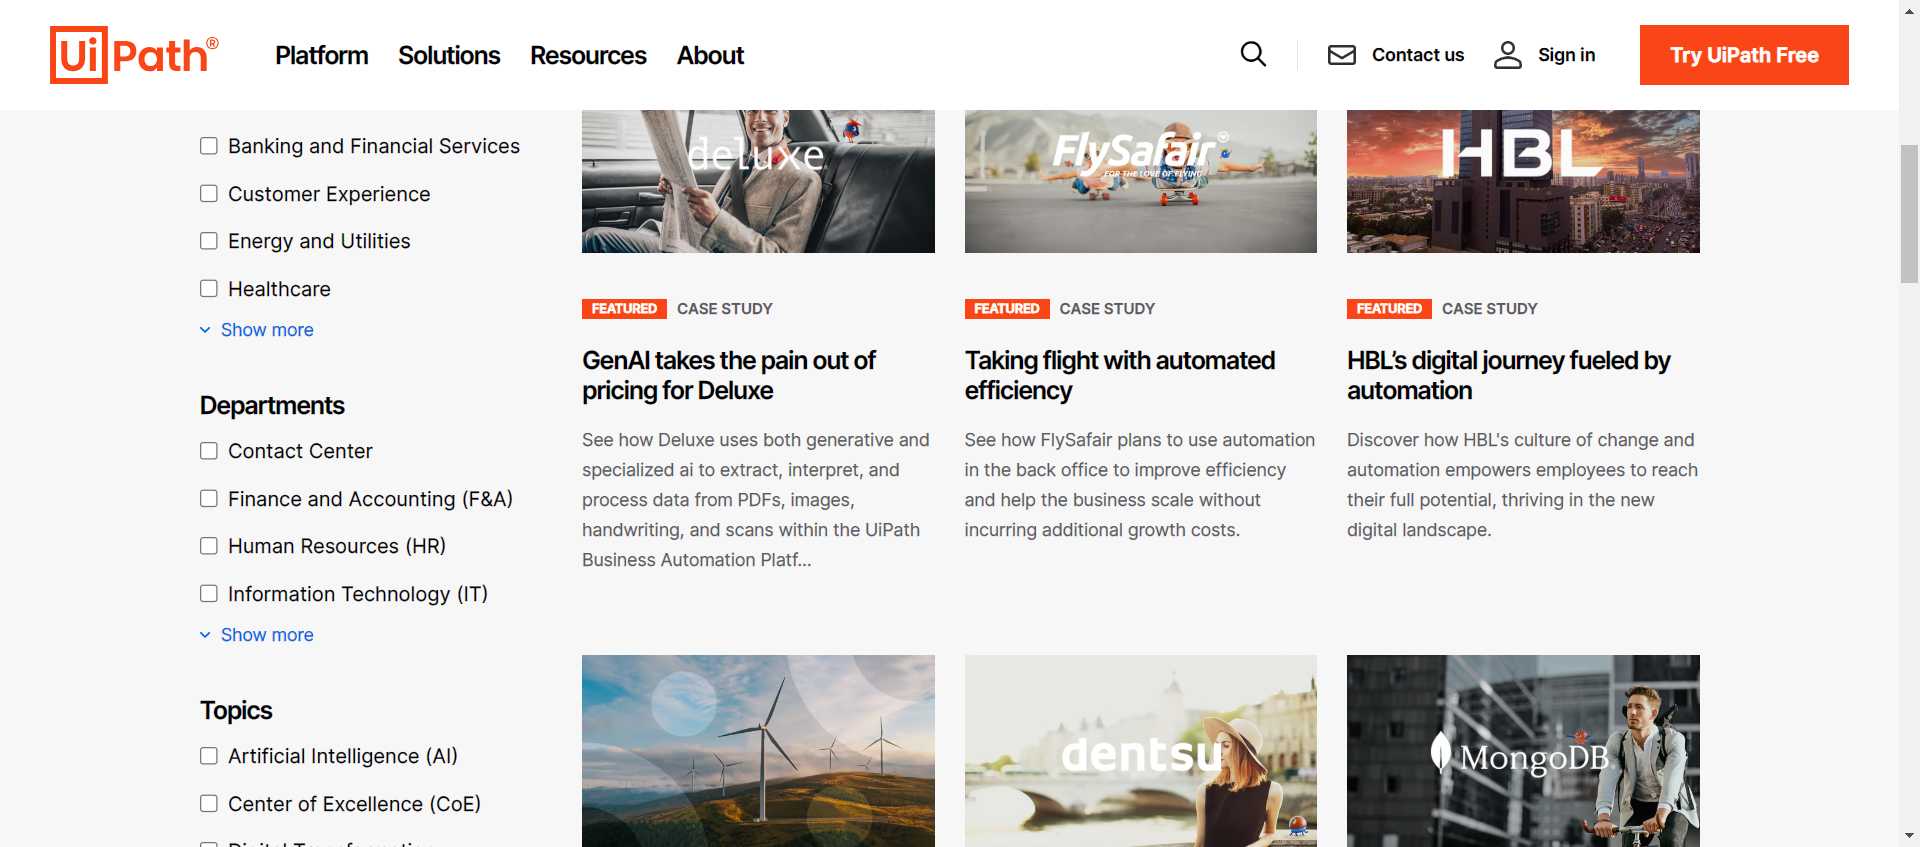 UiPath®
Platform
Solutions
Resources
About
Contact us
Sign in
Try UiPath Free
Banking and Financial Services
Customer Experience
Energy and Utilities
Healthcare
Show more
Departments
Contact Center
Finance and Accounting (F&A)
Human Resources (HR)
Information Technology (IT)
Show more
Topics
Artificial Intelligence (AI)
Center of Excellence (CoE)
deluxe
FEATURED CASE STUDY
GenAI takes the pain out of
pricing for Deluxe
See how Deluxe uses both generative and
specialized ai to extract, interpret, and
process data from PDFs, images,
handwriting, and scans within the UiPath
Business Automation Platf...
FlySafair
FOR THE LOVE OF FLYING
FEATURED CASE STUDY
Taking flight with automated
efficiency
See how FlySafair plans to use automation
in the back office to improve efficiency
and help the business scale without
incurring additional growth costs.
HBL
FEATURED CASE STUDY
HBL’s digital journey fueled by
automation
Discover how HBL's culture of change and
automation empowers employees to reach
their full potential, thriving in the new
digital landscape.
dentsu
MongoDB